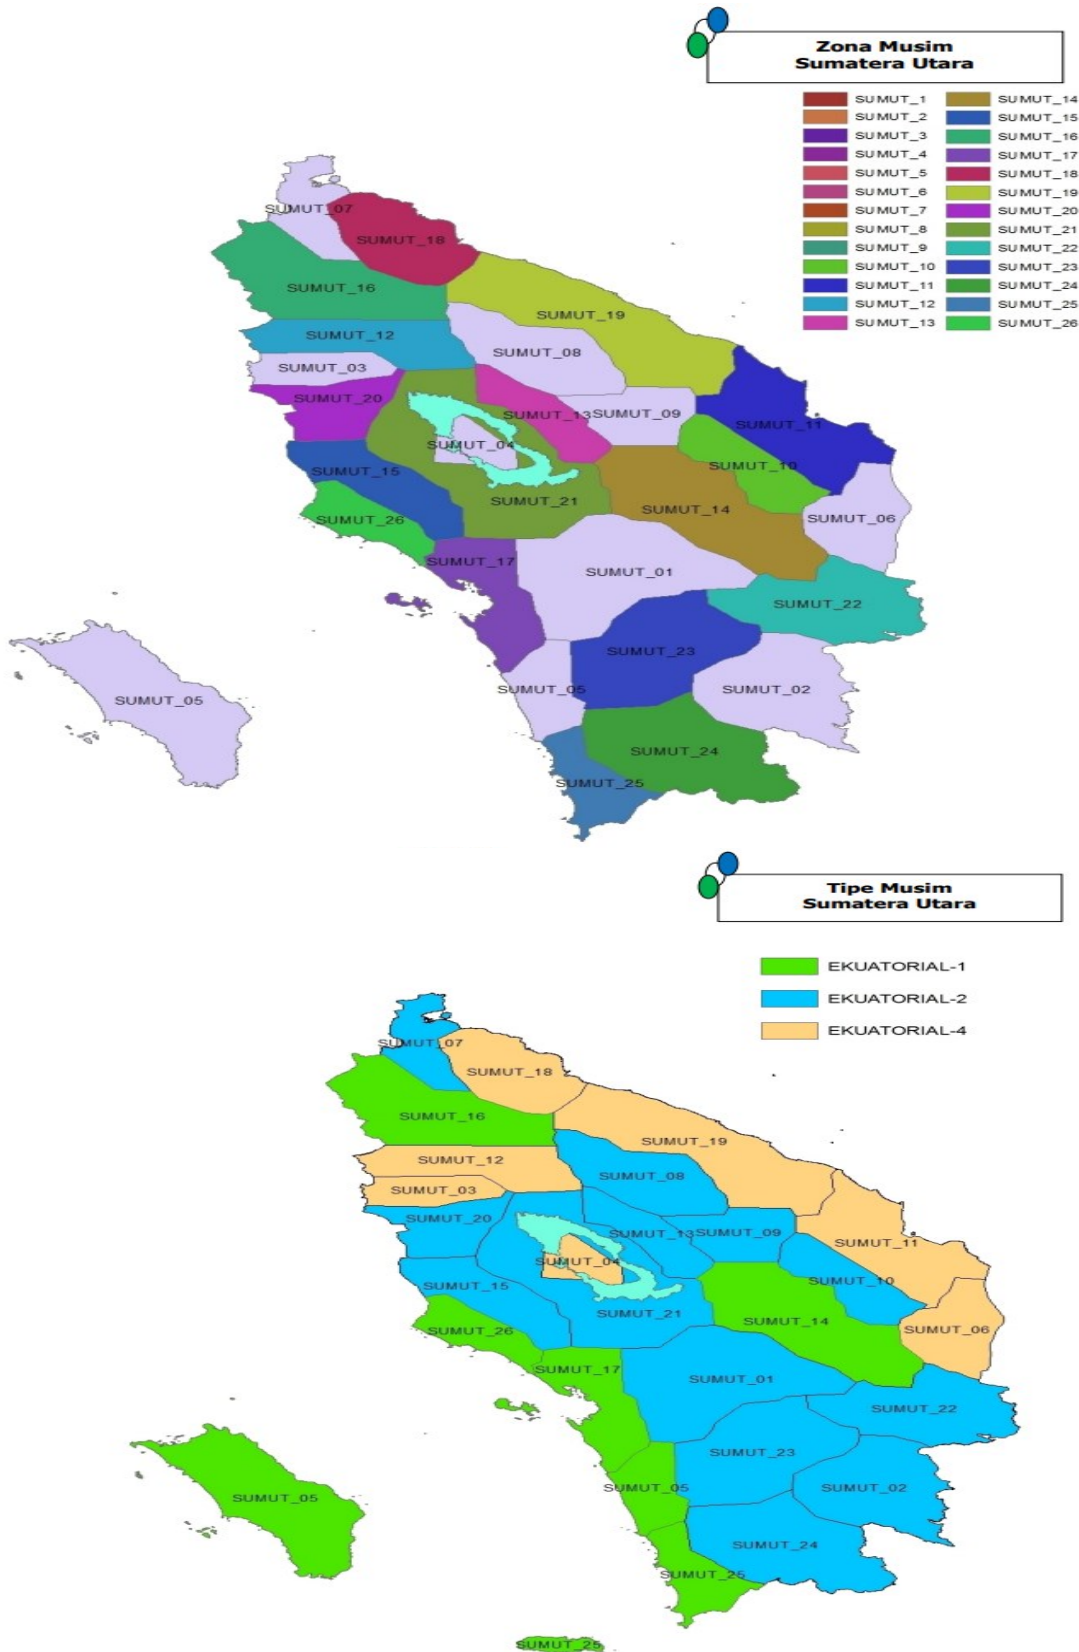 Zona Musim
Sumatera Utara
SUMUT_1 SUMUT_14
SUMUT_2 SUMUT_15
SUMUT_3 SUMUT_16
SUMUT_4 SUMUT_17
SUMUT_5 SUMUT_18
SUMUT_6 SUMUT_19
SUMUT_7 SUMUT_20
SUMUT_8 SUMUT_21
SUMUT_9 SUMUT_22
SUMUT_10 SUMUT_23
SUMUT_11 SUMUT_24
SUMUT_12 SUMUT_25
SUMUT_13 SUMUT_26
SUMUT_07
SUMUT_18
SUMUT_16
SUMUT_19
SUMUT_12
SUMUT_08
SUMUT_03
SUMUT_20
SUMUT_13
SUMUT_09
SUMUT_11
SUMUT_04
SUMUT_10
SUMUT_15
SUMUT_21
SUMUT_14
SUMUT_26
SUMUT_06
SUMUT_17
SUMUT_01
SUMUT_22
SUMUT_23
SUMUT_05
SUMUT_02
SUMUT_05
SUMUT_24
SUMUT_25
Tipe Musim
Sumatera Utara
EKUATORIAL-1
EKUATORIAL-2
EKUATORIAL-4
SUMUT_07
SUMUT_18
SUMUT_16
SUMUT_19
SUMUT_12
SUMUT_08
SUMUT_03
SUMUT_20
SUMUT_13
SUMUT_09
SUMUT_11
SUMUT_04
SUMUT_10
SUMUT_15
SUMUT_21
SUMUT_14
SUMUT_26
SUMUT_06
SUMUT_17
SUMUT_01
SUMUT_22
SUMUT_23
SUMUT_05
SUMUT_02
SUMUT_05
SUMUT_24
SUMUT_25
SUMUT_25